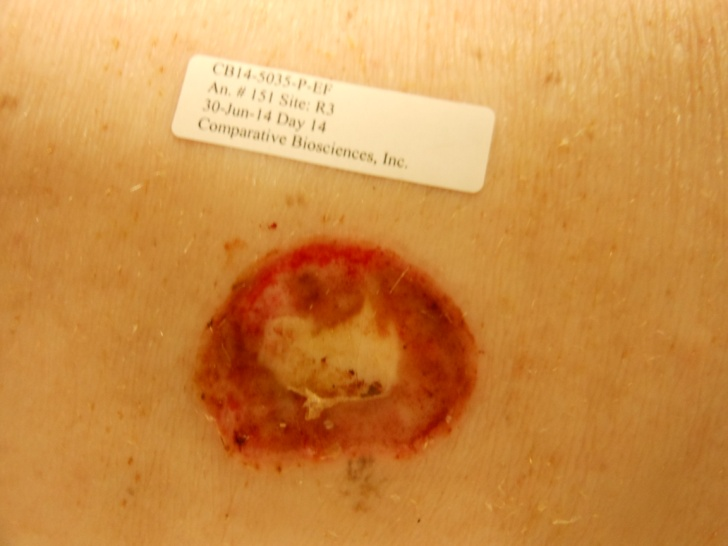 CB14-5035-P-EF
An. # 151 Site: R3
30-Jun-14 Day 14
Comparative Biosciences, Inc.